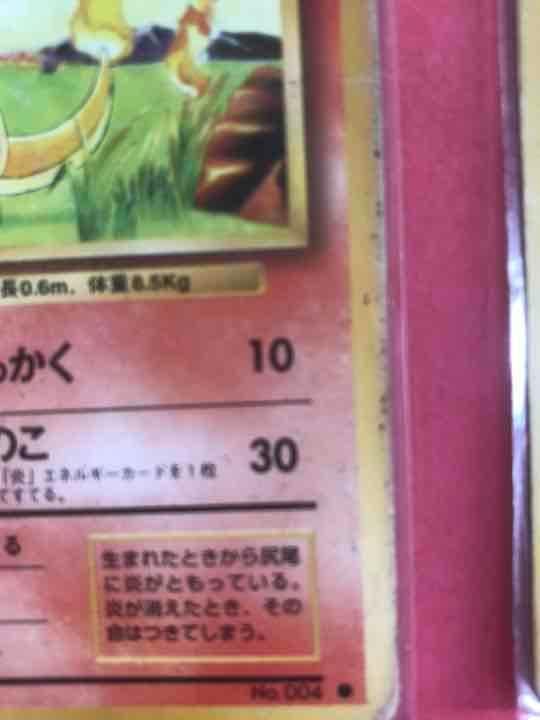 長0.6m. 体重8.5Kg
かく 10
のこ 30
「炎」エネルギーカードを1枚
てすてる。
る
生まれたときから尻尾
に炎がともっている。
炎が消えたとき、その
命はつきてしまう。
No.004 ●